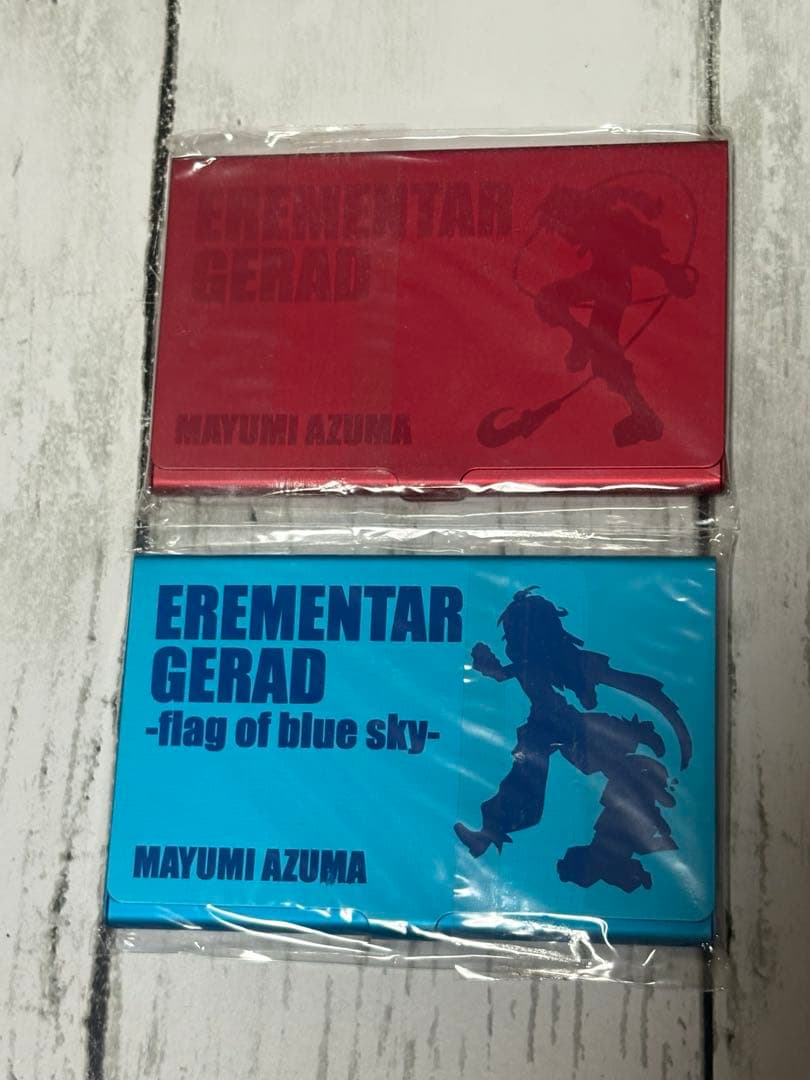 EREMENTAR
GERAD
MAYUMI AZUMA
EREMENTAR
GERAD
-flag of blue sky-
MAYUMI AZUMA